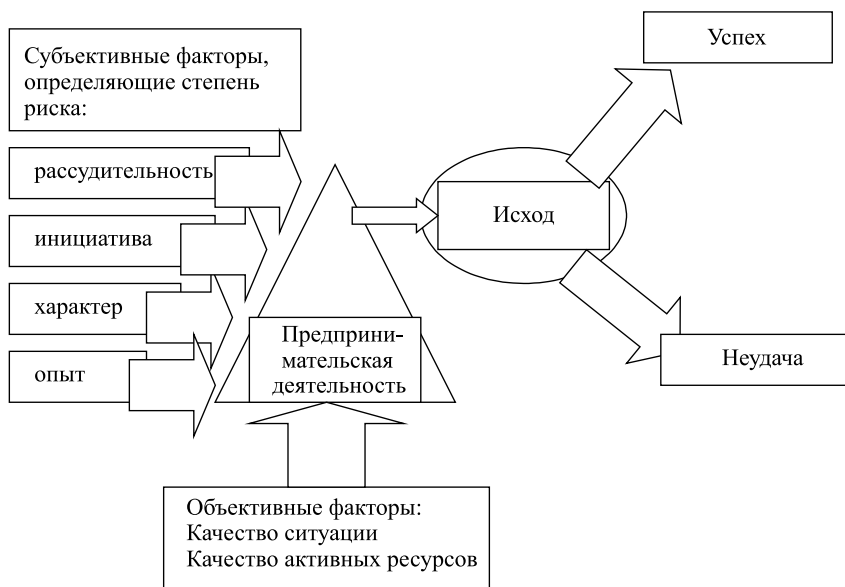 Субъективные факторы,
определяющие степень
риска:
рассудительность
инициатива
характер
опыт
Предприни-
мательская
деятельность
Объективные факторы:
Качество ситуации
Качество активных ресурсов
Исход
Успех
Неудача